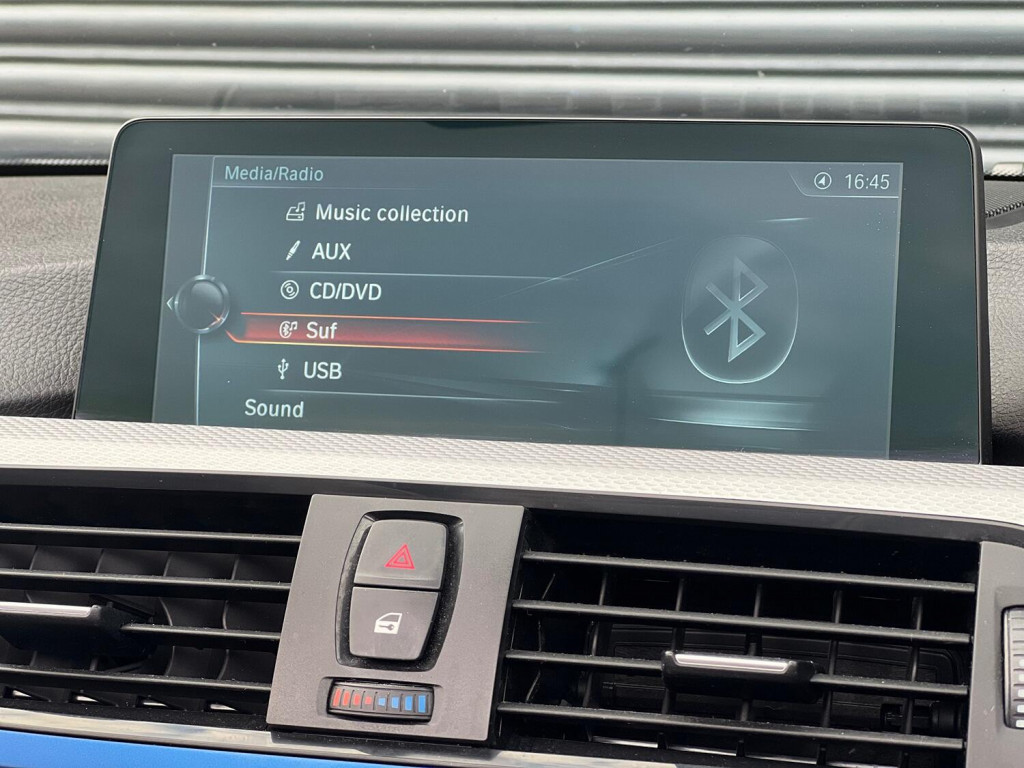 Media/Radio
16:45
Music collection
AUX
CD/DVD
Suf
USB
Sound